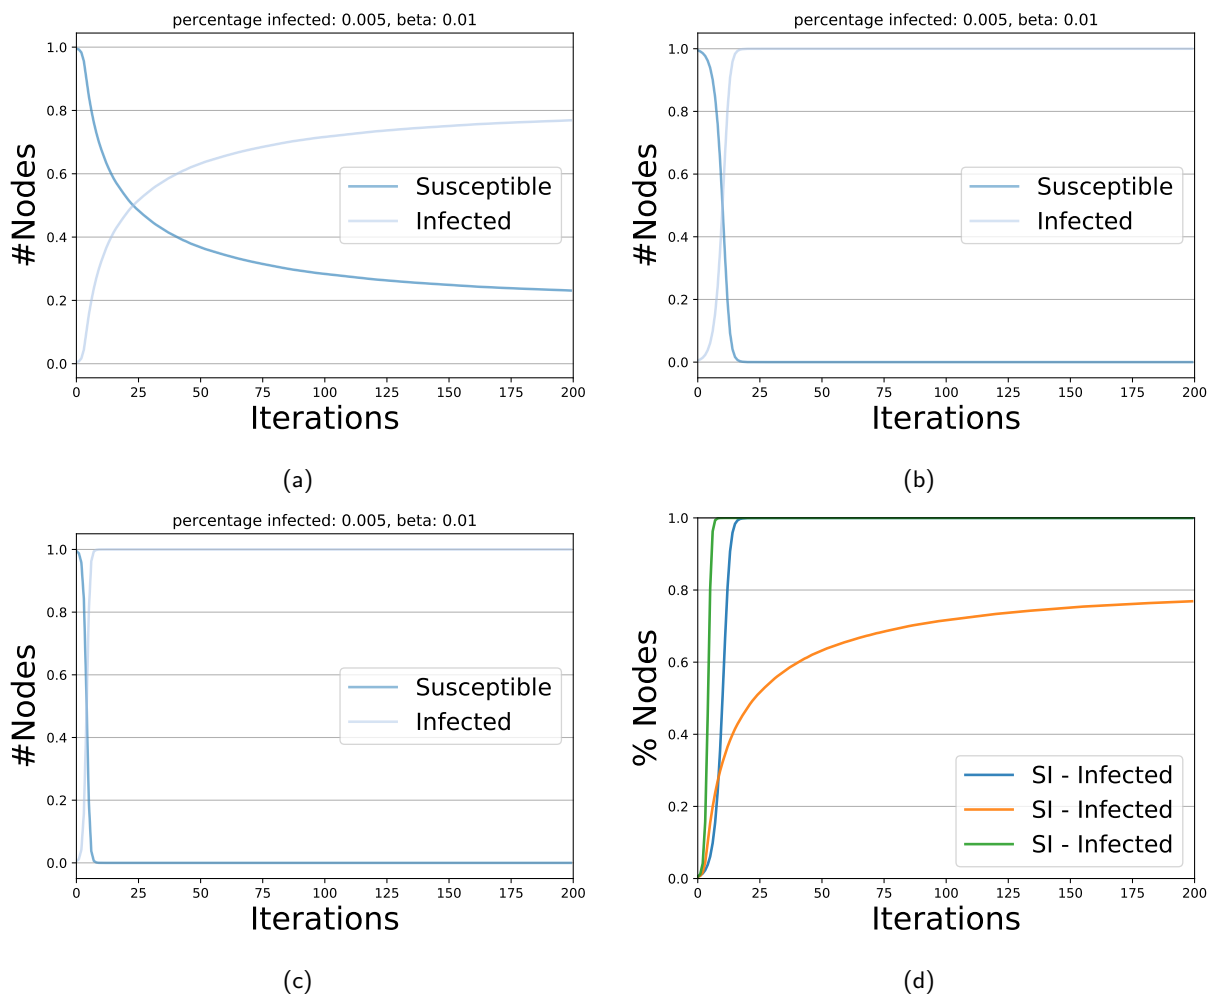 percentage infected: 0.005, beta: 0.01
1.0
0.8
0.6
0.4
0.2
0.0
#Nodes
Susceptible
Infected
0 25 50 75 100 125 150 175 200
Iterations
(a)
percentage infected: 0.005, beta: 0.01
1.0
0.8
0.6
0.4
0.2
0.0
#Nodes
Susceptible
Infected
0 25 50 75 100 125 150 175 200
Iterations
(b)
percentage infected: 0.005, beta: 0.01
1.0
0.8
0.6
0.4
0.2
0.0
#Nodes
Susceptible
Infected
0 25 50 75 100 125 150 175 200
Iterations
(c)
1.0
0.8
0.6
0.4
0.2
0.0
% Nodes
SI - Infected
SI - Infected
SI - Infected
0 25 50 75 100 125 150 175 200
Iterations
(d)